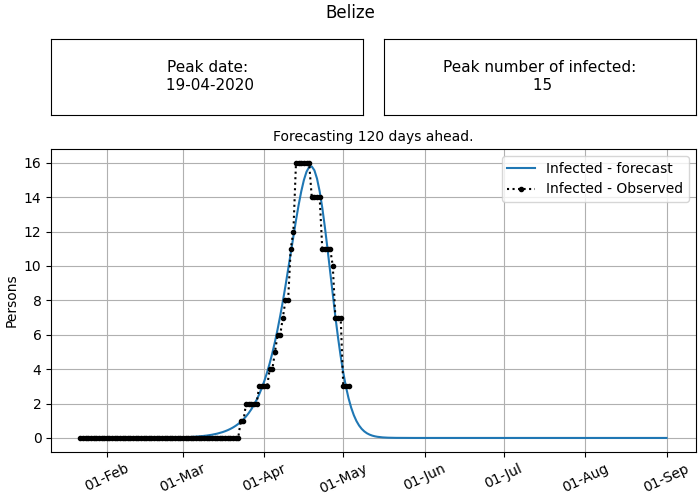 Belize
Peak date:
19-04-2020
Peak number of infected:
15
Forecasting 120 days ahead.
Infected - forecast
Infected - Observed
Persons
16
14
12
10
8
6
4
2
0
01-Feb
01-Mar
01-Apr
01-May
01-Jun
01-Jul
01-Aug
01-Sep